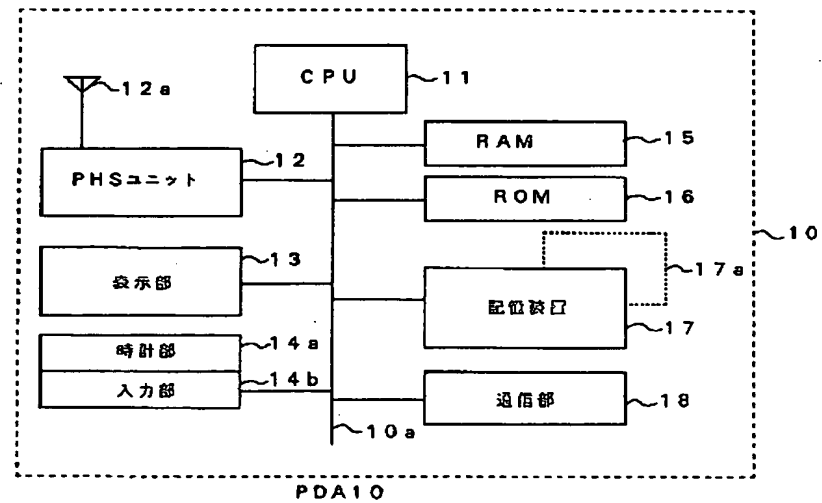 CPU
11
12a
RAM
15
12
PHSユニット
ROM
16
10
13
17a
表示部
記憶装置
17
時計部
14a
入力部
14b
通信部
18
10a
PDA10